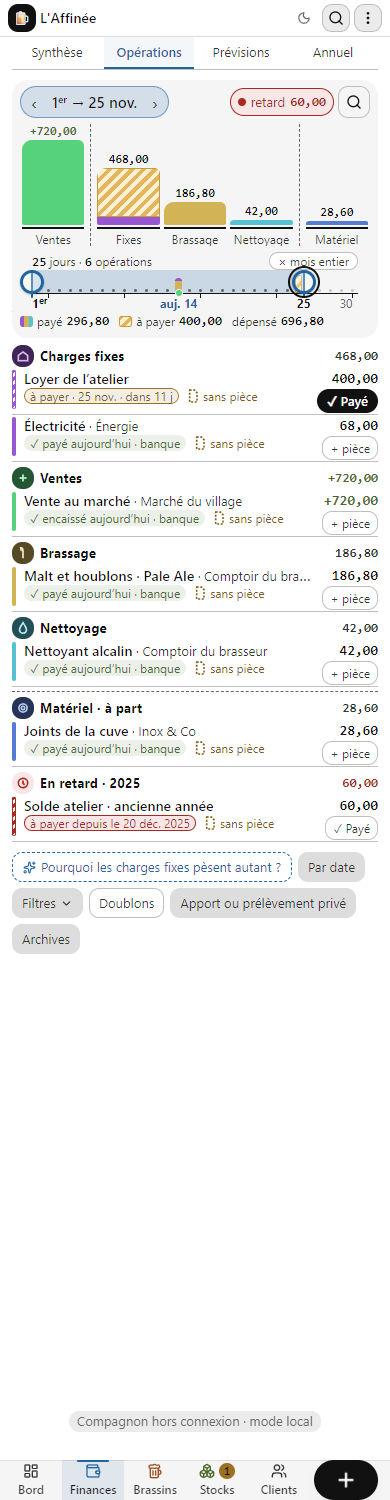 L'Affinée
Synthèse Opérations Prévisions Annuel
‹ 1er → 25 nov. › retard 60,00
+720,00
468,00
186,80
42,00
28,60
Ventes Fixes Brassage Nettoyage Matériel
25 jours · 6 opérations × mois entier
1er auj. 14 25 30
payé 296,80 à payer 400,00 dépensé 696,80
Charges fixes 468,00
Loyer de l'atelier 400,00
à payer · 25 nov. · dans 11 j sans pièce ✓ Payé
Électricité · Énergie 68,00
✓ payé aujourd'hui · banque sans pièce + pièce
Ventes +720,00
Vente au marché · Marché du village +720,00
✓ encaissé aujourd'hui · banque sans pièce + pièce
Brassage 186,80
Malt et houblons · Pale Ale · Comptoir du bra... 186,80
✓ payé aujourd'hui · banque sans pièce + pièce
Nettoyage 42,00
Nettoyant alcalin · Comptoir du brasseur 42,00
✓ payé aujourd'hui · banque sans pièce + pièce
Matériel · à part 28,60
Joints de la cuve · Inox & Co 28,60
✓ payé aujourd'hui · banque sans pièce + pièce
En retard · 2025 60,00
Solde atelier · ancienne année 60,00
à payer depuis le 20 déc. 2025 sans pièce ✓ Payé
Pourquoi les charges fixes pèsent autant ? Par date
Filtres Doublons Apport ou prélèvement privé
Archives
Compagnon hors connexion · mode local
1
Bord Finances Brassins Stocks Clients +